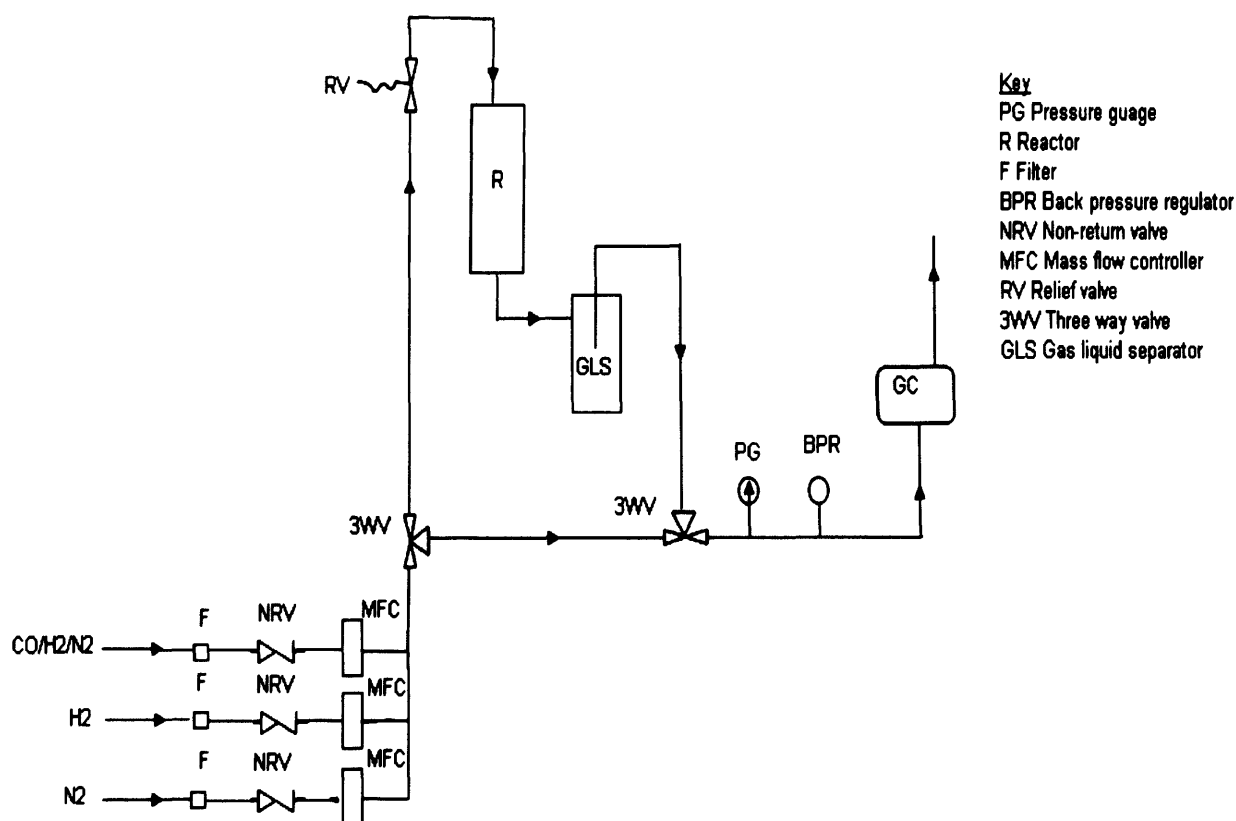 RV
R
GLS
Key
PG Pressure guage
R Reactor
F Filter
BPR Back pressure regulator
NRV Non-return valve
MFC Mass flow controller
RV Relief valve
3WV Three way valve
GLS Gas liquid separator
GC
PG
BPR
3WV
3WV
F
NRV
MFC
CO/H2/N2
F
NRV
MFC
H2
F
NRV
MFC
N2